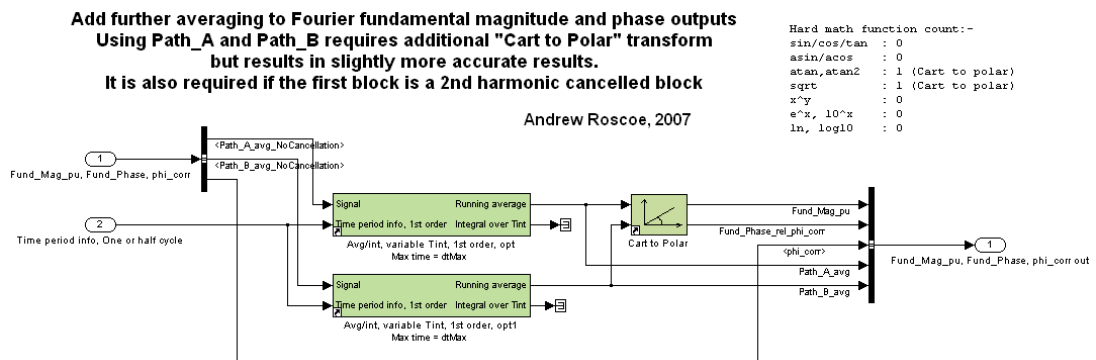 Add further averaging to Fourier fundamental magnitude and phase outputs
Using Path_A and Path_B requires additional "Cart to Polar" transform
but results in slightly more accurate results.
It is also required if the first block is a 2nd harmonic cancelled block
Andrew Roscoe, 2007
Hard math function count:-
sin/cos/tan : 0
asin/acos : 0
atan,atan2 : 1 (Cart to polar)
sqrt : 1 (Cart to polar)
x^y : 0
e^x, 10^x : 0
ln, log10 : 0
1
Fund_Mag_pu, Fund_Phase, phi_corr
<Path_A_avg_NoCancellation>
<Path_B_avg_NoCancellation>
2
Time period info, One or half cycle
Signal Running average
Time period info, 1st order Integral over Tint
Avg/int, variable Tint, 1st order, opt
Max time = dtMax
Signal Running average
Time period info, 1st order Integral over Tint
Avg/int, variable Tint, 1st order, opt1
Max time = dtMax
Cart to Polar
Fund_Mag_pu
Fund_Phase_rel_phi_corr
<phi_corr>
Path_A_avg
Path_B_avg
1
Fund_Mag_pu, Fund_Phase, phi_corr out